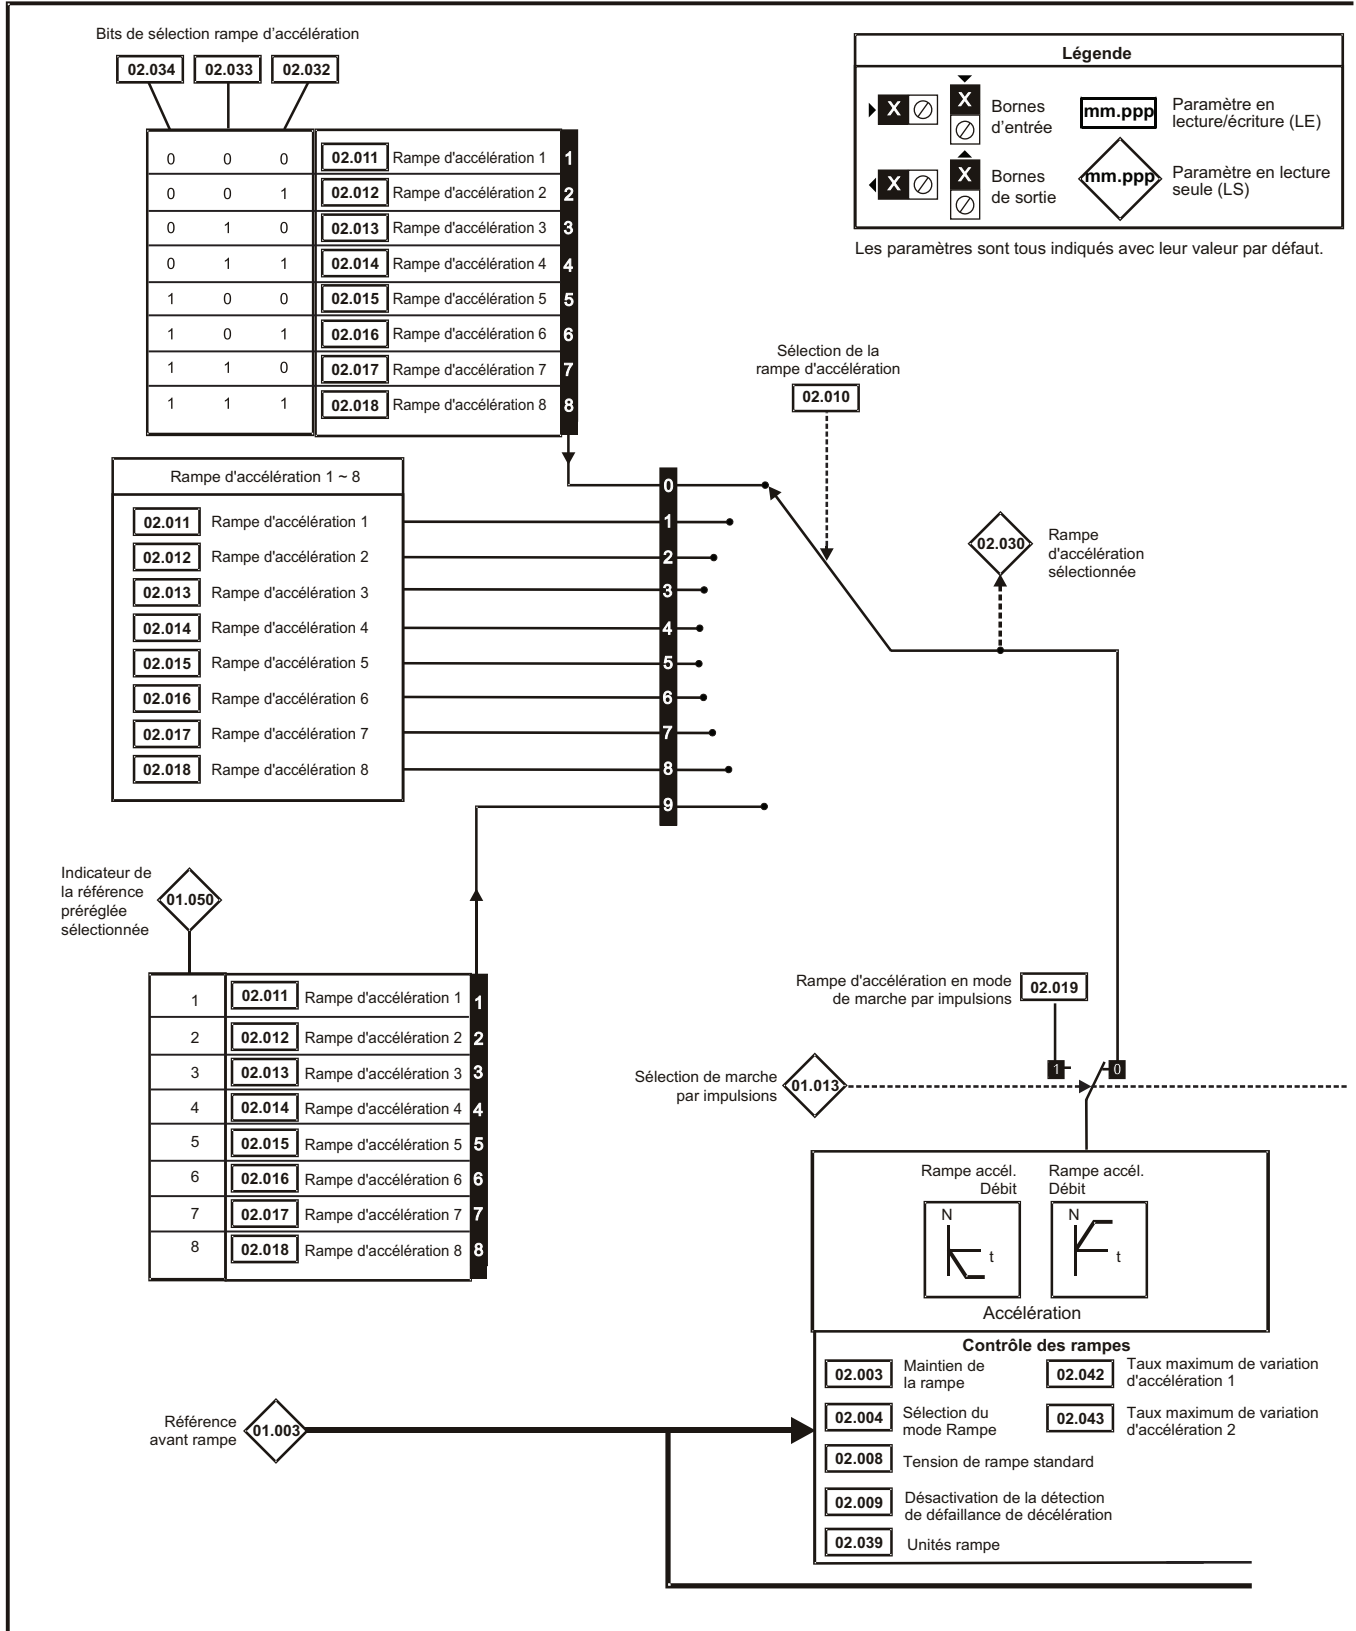 Bits de sélection rampe d'accélération
02.034 02.033 02.032
0 0 0 02.011 Rampe d'accélération 1 1
0 0 1 02.012 Rampe d'accélération 2 2
0 1 0 02.013 Rampe d'accélération 3 3
0 1 1 02.014 Rampe d'accélération 4 4
1 0 0 02.015 Rampe d'accélération 5 5
1 0 1 02.016 Rampe d'accélération 6 6
1 1 0 02.017 Rampe d'accélération 7 7
1 1 1 02.018 Rampe d'accélération 8 8
Légende
X X
Bornes
d'entrée
mm.ppp
Paramètre en
lecture/écriture (LE)
X X
Bornes
de sortie
mm.ppp
Paramètre en lecture
seule (LS)
Les paramètres sont tous indiqués avec leur valeur par défaut.
Sélection de la
rampe d'accélération
02.010
Rampe d'accélération 1 ~ 8
0
02.011 Rampe d'accélération 1 1
02.012 Rampe d'accélération 2 2
02.013 Rampe d'accélération 3 3
02.014 Rampe d'accélération 4 4
02.015 Rampe d'accélération 5 5
02.016 Rampe d'accélération 6 6
02.017 Rampe d'accélération 7 7
02.018 Rampe d'accélération 8 8
9
02.030
Rampe
d'accélération
sélectionnée
Indicateur de
la référence
préréglée
sélectionnée
01.050
1 02.011 Rampe d'accélération 1 1
2 02.012 Rampe d'accélération 2 2
3 02.013 Rampe d'accélération 3 3
4 02.014 Rampe d'accélération 4 4
5 02.015 Rampe d'accélération 5 5
6 02.016 Rampe d'accélération 6 6
7 02.017 Rampe d'accélération 7 7
8 02.018 Rampe d'accélération 8 8
Rampe d'accélération en mode
de marche par impulsions
02.019
1 0
Sélection de marche
par impulsions
01.013
Rampe accél.
Débit
Rampe accél.
Débit
N t
N t
Accélération
Contrôle des rampes
02.003
Maintien de
la rampe
02.042
Taux maximum de variation
d'accélération 1
02.004
Sélection du
mode Rampe
02.043
Taux maximum de variation
d'accélération 2
02.008 Tension de rampe standard
02.009
Désactivation de la détection
de défaillance de décélération
02.039 Unités rampe
Référence
avant rampe
01.003